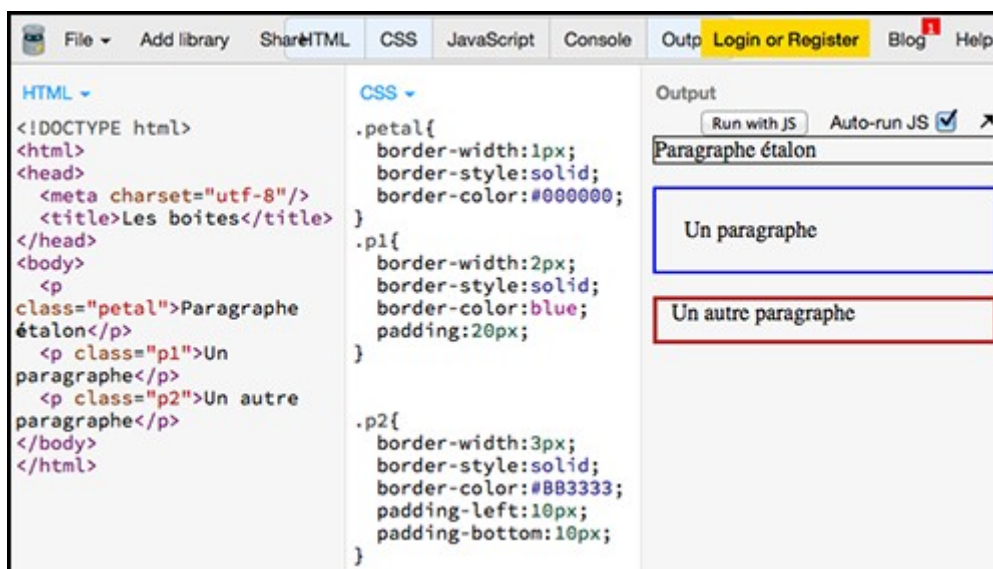 File Add library Share HTML CSS JavaScript Console Outp Login or Register Blog 1 Help
HTML
<!DOCTYPE html>
<html>
<head>
<meta charset="utf-8"/>
<title>Les boites</title>
</head>
<body>
<p
class="petal">Paragraphe
étalon</p>
<p class="p1">Un
paragraphe</p>
<p class="p2">Un autre
paragraphe</p>
</body>
</html>
CSS
.petal{
border-width:1px;
border-style:solid;
border-color:#000000;
}
.p1{
border-width:2px;
border-style:solid;
border-color:blue;
padding:20px;
}
.p2{
border-width:3px;
border-style:solid;
border-color:#BB3333;
padding-left:10px;
padding-bottom:10px;
}
Output
Run with JS Auto-run JS
Paragraphe étalon
Un paragraphe
Un autre paragraphe